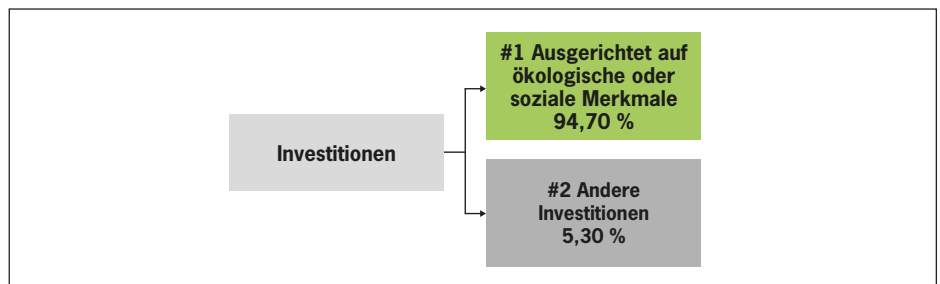 #1 Ausgerichtet auf
ökologische oder
soziale Merkmale
94,70 %
Investitionen
#2 Andere
Investitionen
5,30 %